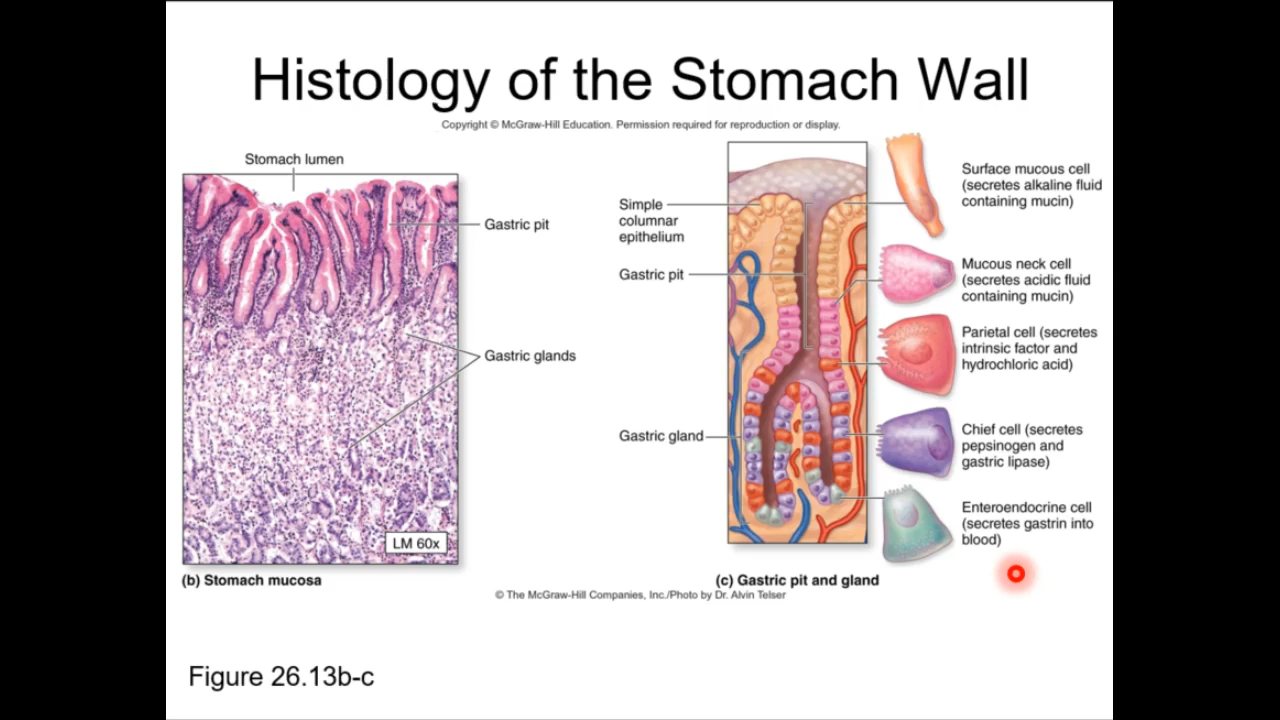 Histology of the Stomach Wall
Copyright © McGraw-Hill Education. Permission required for reproduction or display.
Stomach lumen
Gastric pit
Gastric glands
LM 60x
(b) Stomach mucosa
Simple
columnar
epithelium
Gastric pit
Gastric gland
Surface mucous cell
(secretes alkaline fluid
containing mucin)
Mucous neck cell
(secretes acidic fluid
containing mucin)
Parietal cell (secretes
intrinsic factor and
hydrochloric acid)
Chief cell (secretes
pepsinogen and
gastric lipase)
Enteroendocrine cell
(secretes gastrin into
blood)
(c) Gastric pit and gland
© The McGraw-Hill Companies, Inc./Photo by Dr. Alvin Telser
Figure 26.13b-c